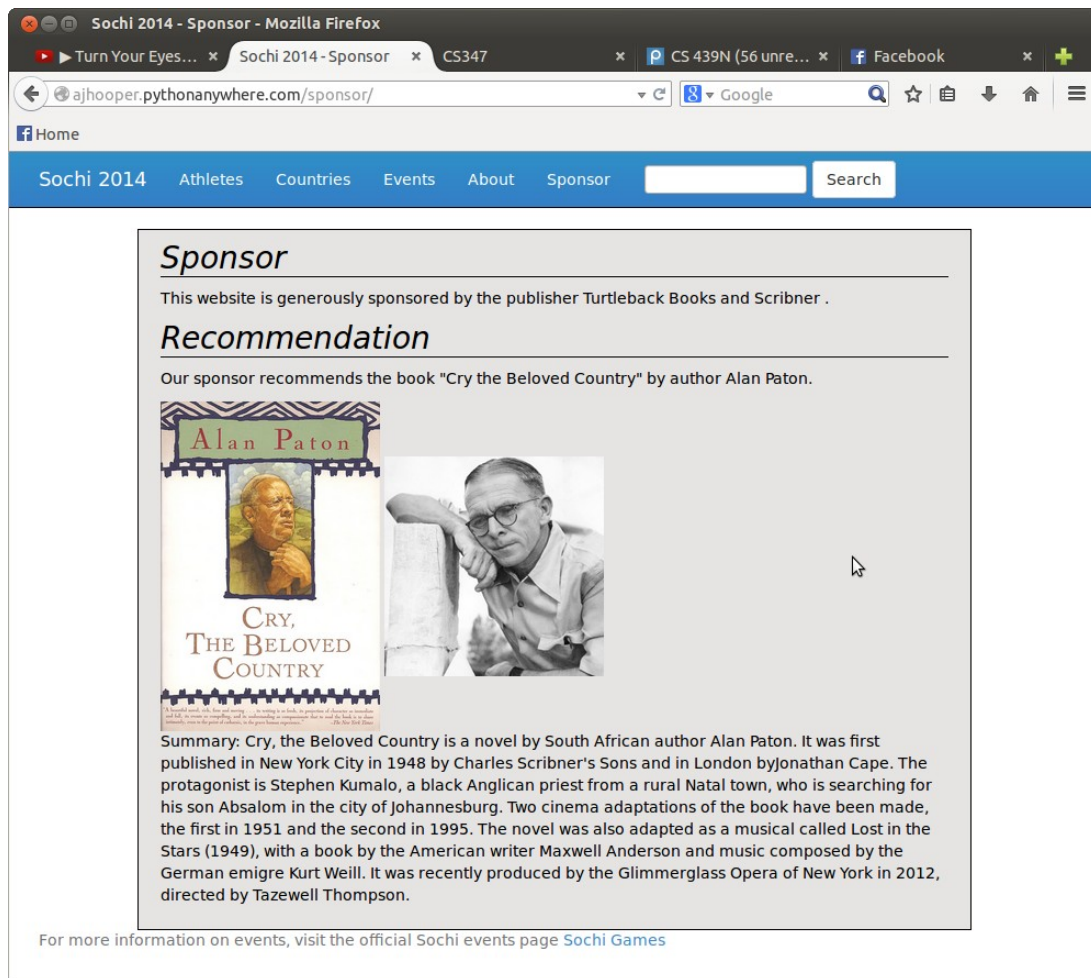 Sochi 2014 - Sponsor - Mozilla Firefox
▶ Turn Your Eyes... × Sochi 2014 - Sponsor × CS347 × CS 439N (56 unre... × Facebook ×
ajhooper.pythonanywhere.com/sponsor/ Google
Home
Sochi 2014 Athletes Countries Events About Sponsor Search
Sponsor
This website is generously sponsored by the publisher Turtleback Books and Scribner .
Recommendation
Our sponsor recommends the book "Cry the Beloved Country" by author Alan Paton.
Alan Paton
CRY,
THE BELOVED
COUNTRY
Summary: Cry, the Beloved Country is a novel by South African author Alan Paton. It was first
published in New York City in 1948 by Charles Scribner's Sons and in London byJonathan Cape. The
protagonist is Stephen Kumalo, a black Anglican priest from a rural Natal town, who is searching for
his son Absalom in the city of Johannesburg. Two cinema adaptations of the book have been made,
the first in 1951 and the second in 1995. The novel was also adapted as a musical called Lost in the
Stars (1949), with a book by the American writer Maxwell Anderson and music composed by the
German emigre Kurt Weill. It was recently produced by the Glimmerglass Opera of New York in 2012,
directed by Tazewell Thompson.
For more information on events, visit the official Sochi events page Sochi Games